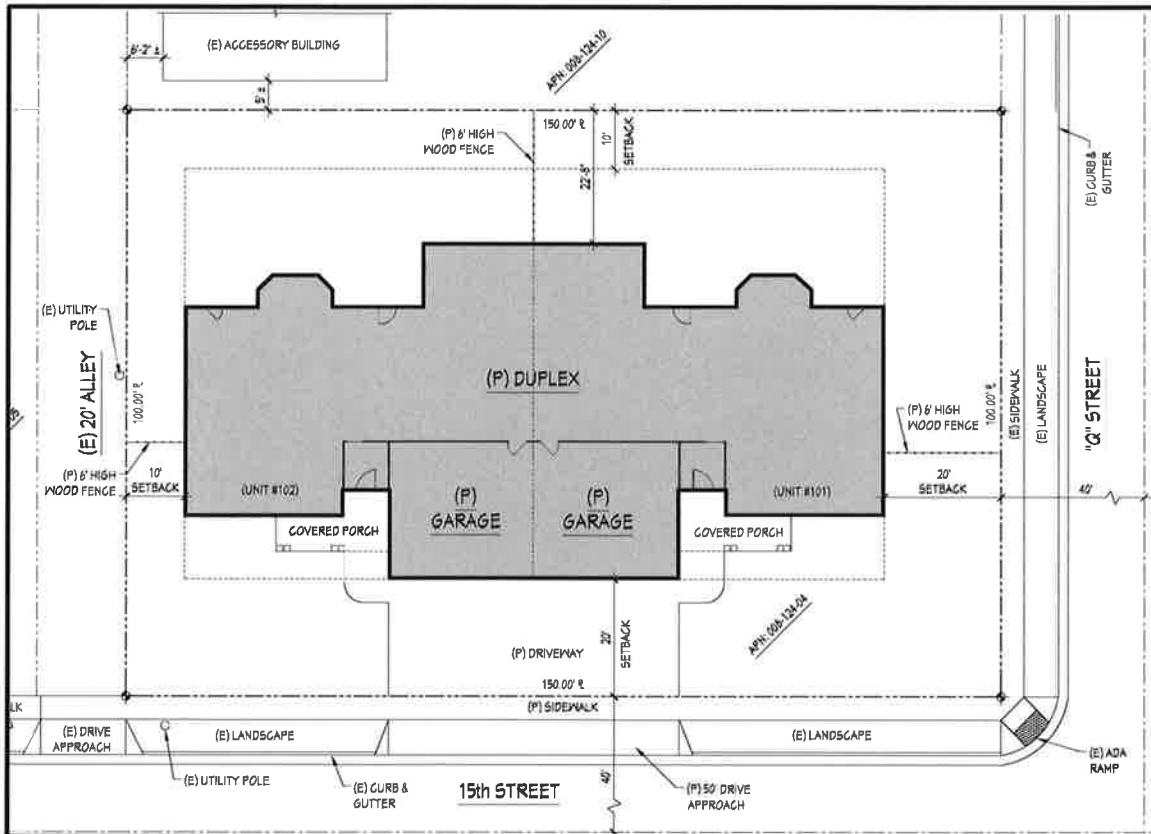 (E) ACCESSORY BUILDING
6'-2" ±
5' ±
APN: 008-124-10
(P) 6' HIGH
WOOD FENCE
150.00' ℄
10'
SETBACK
22'-8"
(E) CURB &
GUTTER
(E) UTILITY
POLE
(E) 20' ALLEY
100.00' ℄
(P) DUPLEX
100.00' ℄
(E) SIDEWALK
(E) LANDSCAPE
"Q" STREET
(P) 6' HIGH
WOOD FENCE
(P) 6' HIGH
WOOD FENCE
10'
SETBACK
(UNIT #102)
(P)
GARAGE
(P)
GARAGE
(UNIT #101)
20'
SETBACK
40'
COVERED PORCH
COVERED PORCH
(P) DRIVEWAY
20'
SETBACK
APN: 008-124-04
150.00' ℄
LK
(P) SIDEWALK
(E) DRIVE
APPROACH
(E) LANDSCAPE
(E) LANDSCAPE
(E) UTILITY POLE
(E) CURB &
GUTTER
15th STREET
40'
(P) 50' DRIVE
APPROACH
(E) ADA
RAMP